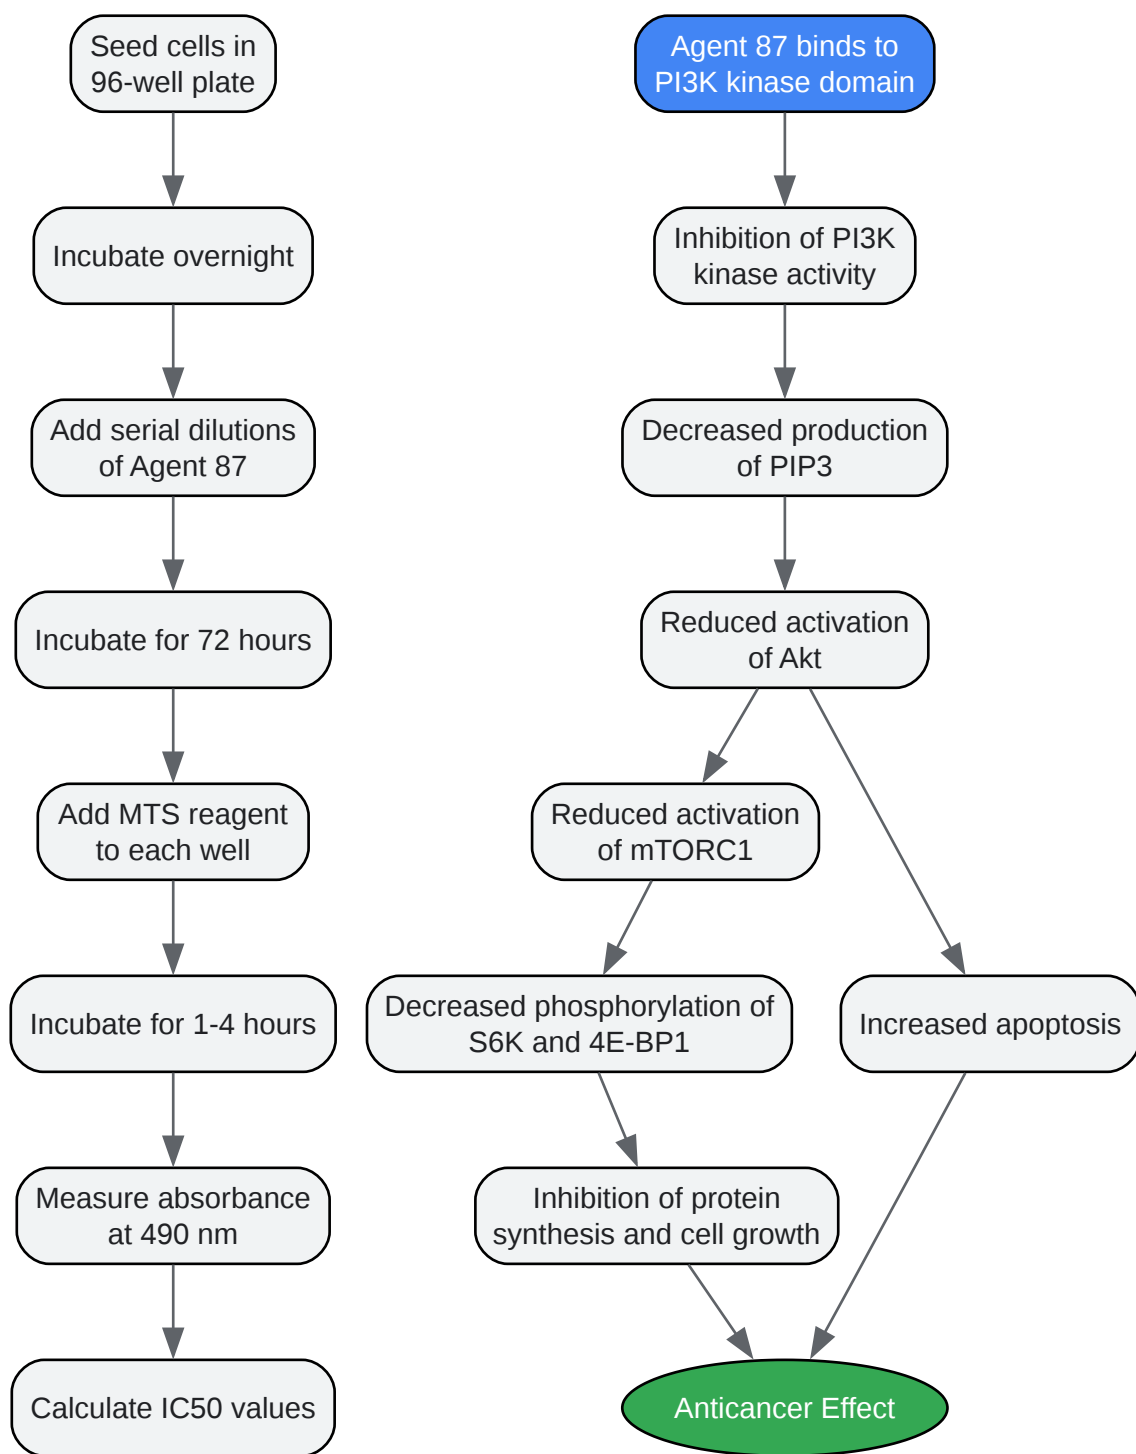 Seed cells in
96-well plate
Incubate overnight
Add serial dilutions
of Agent 87
Incubate for 72 hours
Add MTS reagent
to each well
Incubate for 1-4 hours
Measure absorbance
at 490 nm
Calculate IC50 values
Agent 87 binds to
PI3K kinase domain
Inhibition of PI3K
kinase activity
Decreased production
of PIP3
Reduced activation
of Akt
Reduced activation
of mTORC1
Decreased phosphorylation of
S6K and 4E-BP1
Increased apoptosis
Inhibition of protein
synthesis and cell growth
Anticancer Effect